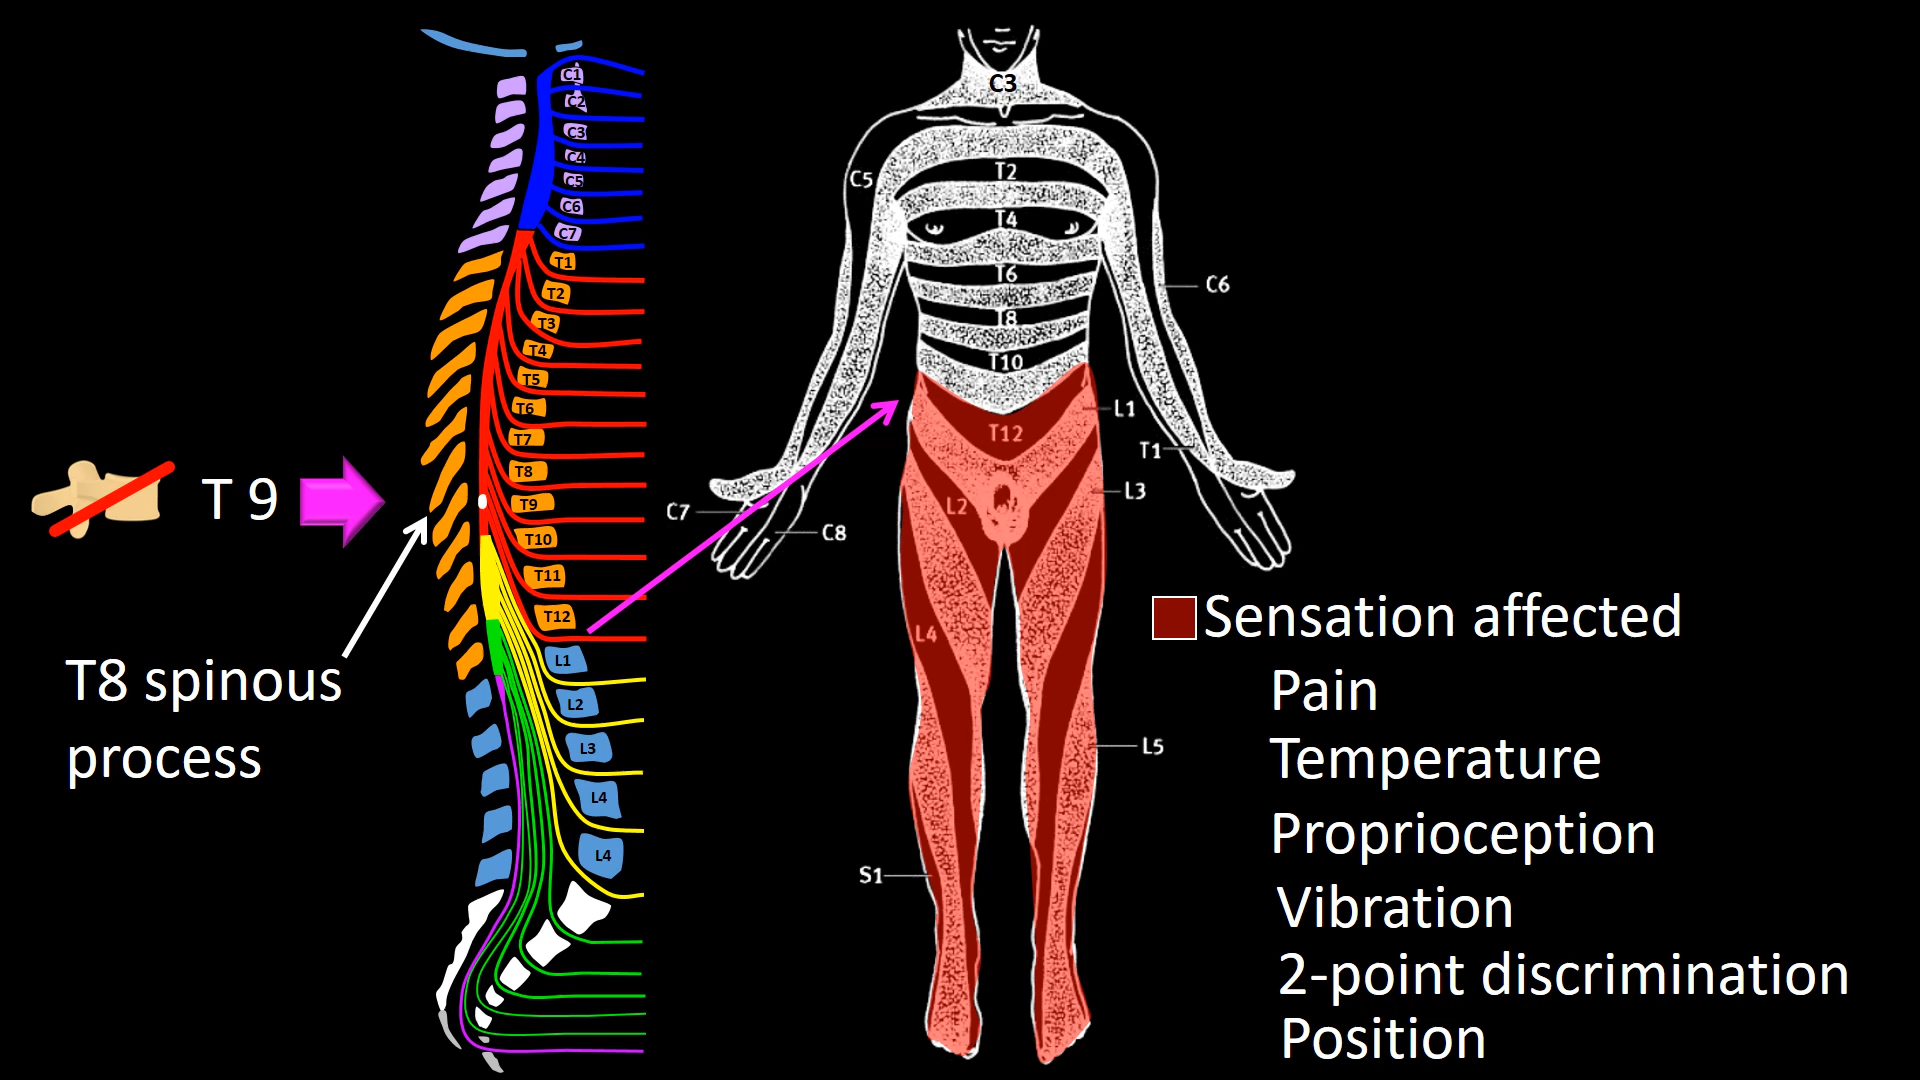 C1
C2
C3
C4
C5
C6
C7
T1
T2
T3
T4
T5
T6
T7
T8
T9
T10
T11
T12
L1
L2
L3
L4
L4
T 9
T8 spinous
process
C3
C5
T2
T4
C6
T6
T8
T10
L1
T12
T1
L3
L2
C7
C8
L4
L5
S1
Sensation affected
Pain
Temperature
Proprioception
Vibration
2-point discrimination
Position